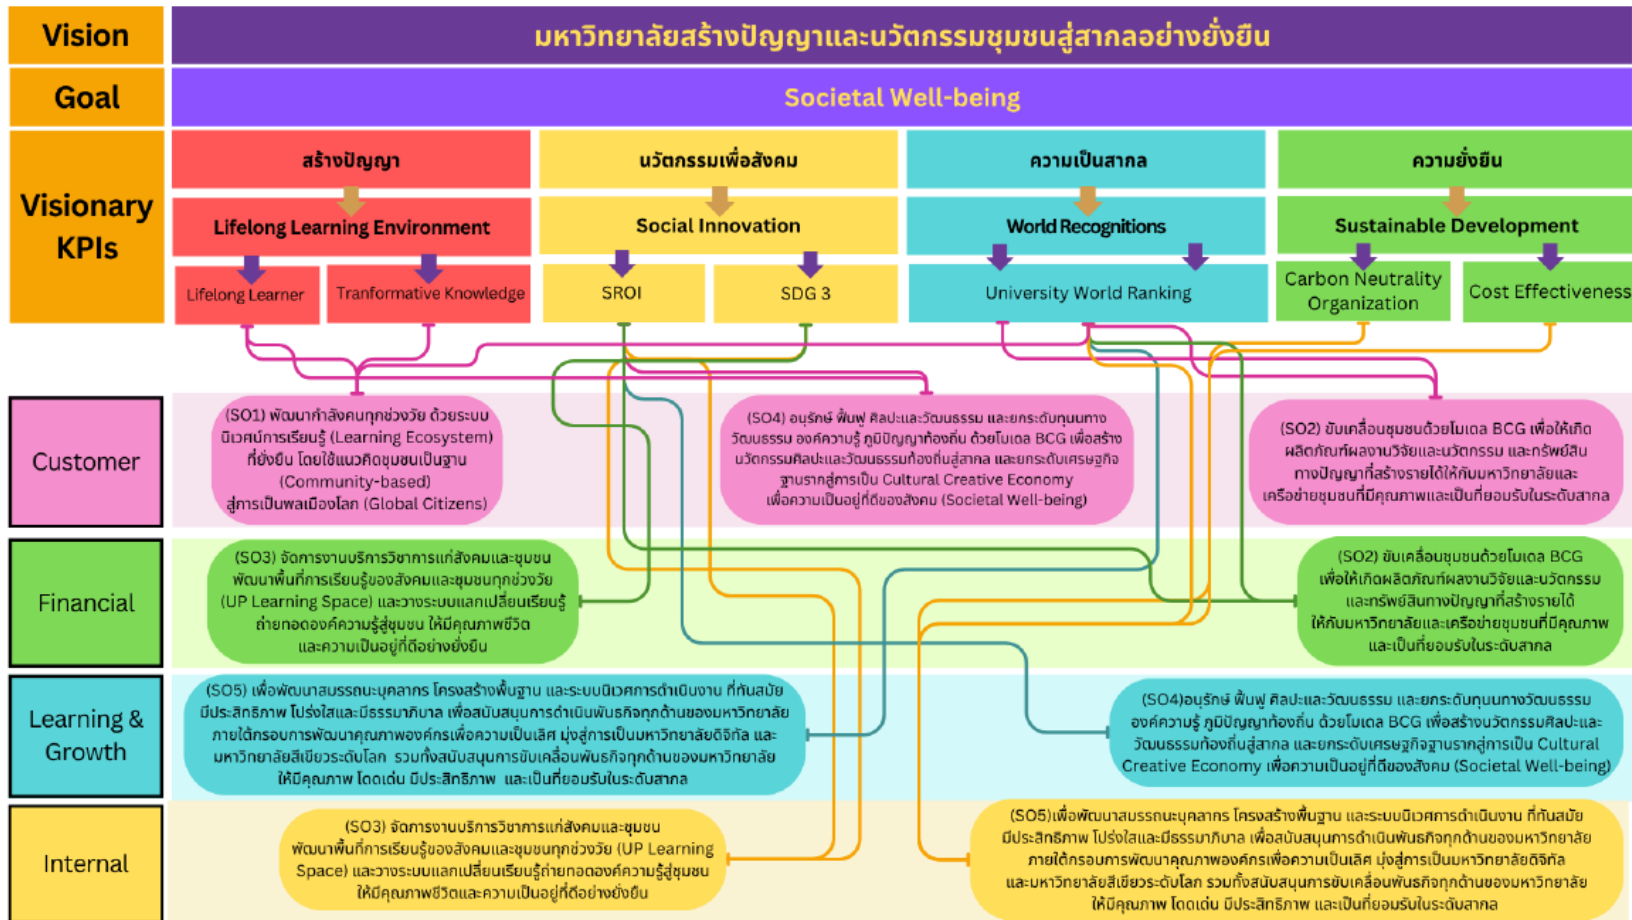 Vision
มหาวิทยาลัยสร้างปัญญาและนวัตกรรมชุมชนสู่สากลอย่างยั่งยืน
Goal
Societal Well-being
Visionary
KPIs
สร้างปัญญา
นวัตกรรมเพื่อสังคม
ความเป็นสากล
ความยั่งยืน
Lifelong Learning Environment
Social Innovation
World Recognitions
Sustainable Development
Lifelong Learner
Tranformative Knowledge
SROI
SDG 3
University World Ranking
Carbon Neutrality
Organization
Cost Effectiveness
Customer
(SO1) พัฒนากำลังคนทุกช่วงวัย ด้วยระบบ
นิเวศน์การเรียนรู้ (Learning Ecosystem)
ที่ยั่งยืน โดยใช้แนวคิดชุมชนเป็นฐาน
(Community-based)
สู่การเป็นพลเมืองโลก (Global Citizens)
(SO4) อนุรักษ์ ฟื้นฟู ศิลปะและวัฒนธรรม และยกระดับทุนทาง
วัฒนธรรม องค์ความรู้ ภูมิปัญญาท้องถิ่น ด้วยโมเดล BCG เพื่อสร้าง
นวัตกรรมศิลปะและวัฒนธรรมท้องถิ่นสู่สากล และยกระดับเศรษฐกิจ
ฐานรากสู่การเป็น Cultural Creative Economy
เพื่อความเป็นอยู่ที่ดีของสังคม (Societal Well-being)
(SO2) ขับเคลื่อนชุมชนด้วยโมเดล BCG เพื่อให้เกิด
ผลิตภัณฑ์ผลงานวิจัยและนวัตกรรม และทรัพย์สิน
ทางปัญญาที่สร้างรายได้ให้กับมหาวิทยาลัยและ
เครือข่ายชุมชนที่มีคุณภาพและเป็นที่ยอมรับในระดับสากล
Financial
(SO3) จัดการงานบริการวิชาการแก่สังคมและชุมชน
พัฒนาพื้นที่การเรียนรู้ของสังคมและชุมชนทุกช่วงวัย
(UP Learning Space) และวางระบบแลกเปลี่ยนเรียนรู้
ถ่ายทอดองค์ความรู้สู่ชุมชน ให้มีคุณภาพชีวิต
และความเป็นอยู่ที่ดีอย่างยั่งยืน
(SO2) ขับเคลื่อนชุมชนด้วยโมเดล BCG
เพื่อให้เกิดผลิตภัณฑ์ผลงานวิจัยและนวัตกรรม
และทรัพย์สินทางปัญญาที่สร้างรายได้
ให้กับมหาวิทยาลัยและเครือข่ายชุมชนที่มีคุณภาพ
และเป็นที่ยอมรับในระดับสากล
Learning &
Growth
(SO5) เพื่อพัฒนาสมรรถนะบุคลากร โครงสร้างพื้นฐาน และระบบนิเวศการดำเนินงาน ที่ทันสมัย
มีประสิทธิภาพ โปร่งใสและมีธรรมาภิบาล เพื่อสนับสนุนการดำเนินพันธกิจทุกด้านของมหาวิทยาลัย
ภายใต้กรอบการพัฒนาคุณภาพองค์กรเพื่อความเป็นเลิศ มุ่งสู่การเป็นมหาวิทยาลัยดิจิทัล และ
มหาวิทยาลัยสีเขียวระดับโลก รวมทั้งสนับสนุนการขับเคลื่อนพันธกิจทุกด้านของมหาวิทยาลัย
ให้มีคุณภาพ โดดเด่น มีประสิทธิภาพ และเป็นที่ยอมรับในระดับสากล
(SO4)อนุรักษ์ ฟื้นฟู ศิลปะและวัฒนธรรม และยกระดับทุนทางวัฒนธรรม
องค์ความรู้ ภูมิปัญญาท้องถิ่น ด้วยโมเดล BCG เพื่อสร้างนวัตกรรมศิลปะและ
วัฒนธรรมท้องถิ่นสู่สากล และยกระดับเศรษฐกิจฐานรากสู่การเป็น Cultural
Creative Economy เพื่อความเป็นอยู่ที่ดีของสังคม (Societal Well-being)
Internal
(SO3) จัดการงานบริการวิชาการแก่สังคมและชุมชน
พัฒนาพื้นที่การเรียนรู้ของสังคมและชุมชนทุกช่วงวัย (UP Learning
Space) และวางระบบแลกเปลี่ยนเรียนรู้ถ่ายทอดองค์ความรู้สู่ชุมชน
ให้มีคุณภาพชีวิตและความเป็นอยู่ที่ดีอย่างยั่งยืน
(SO5)เพื่อพัฒนาสมรรถนะบุคลากร โครงสร้างพื้นฐาน และระบบนิเวศการดำเนินงาน ที่ทันสมัย
มีประสิทธิภาพ โปร่งใสและมีธรรมาภิบาล เพื่อสนับสนุนการดำเนินพันธกิจทุกด้านของมหาวิทยาลัย
ภายใต้กรอบการพัฒนาคุณภาพองค์กรเพื่อความเป็นเลิศ มุ่งสู่การเป็นมหาวิทยาลัยดิจิทัล
และมหาวิทยาลัยสีเขียวระดับโลก รวมทั้งสนับสนุนการขับเคลื่อนพันธกิจทุกด้านของมหาวิทยาลัย
ให้มีคุณภาพ โดดเด่น มีประสิทธิภาพ และเป็นที่ยอมรับในระดับสากล